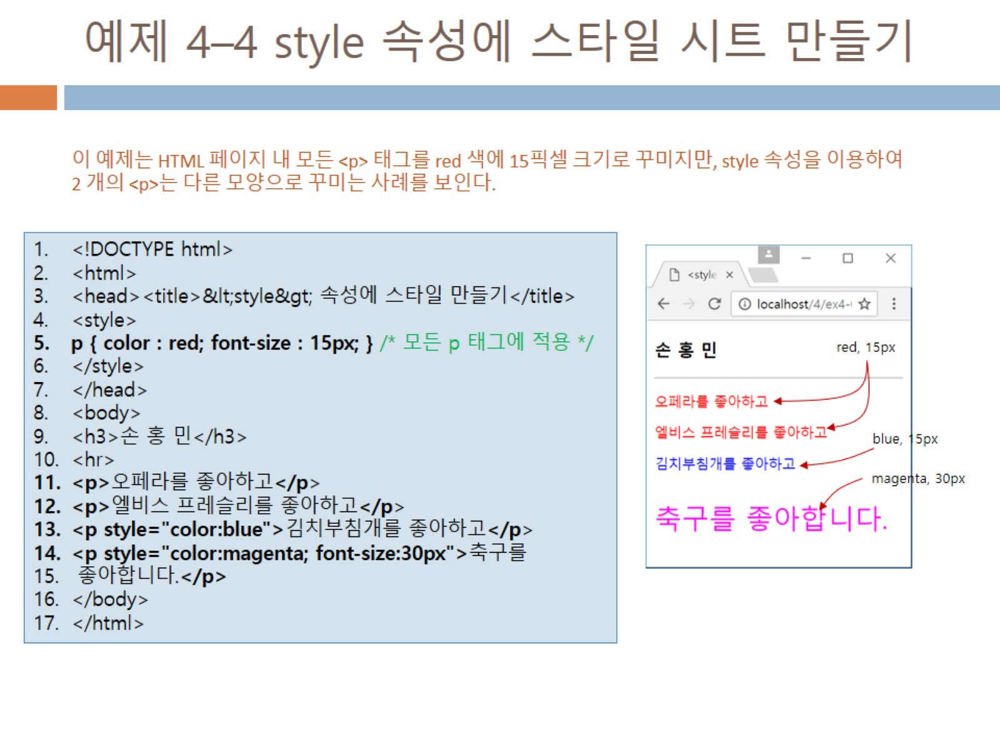 예제 4–4 style 속성에 스타일 시트 만들기
이 예제는 HTML 페이지 내 모든 <p> 태그를 red 색에 15픽셀 크기로 꾸미지만, style 속성을 이용하여
2 개의 <p>는 다른 모양으로 꾸미는 사례를 보인다.
1. <!DOCTYPE html>
2. <html>
3. <head><title>&lt;style&gt; 속성에 스타일 만들기</title>
4. <style>
5. p { color : red; font-size : 15px; } /* 모든 p 태그에 적용 */
6. </style>
7. </head>
8. <body>
9. <h3>손 홍 민</h3>
10. <hr>
11. <p>오페라를 좋아하고</p>
12. <p>엘비스 프레슬리를 좋아하고</p>
13. <p style="color:blue">김치부침개를 좋아하고</p>
14. <p style="color:magenta; font-size:30px">축구를
15. 좋아합니다.</p>
16. </body>
17. </html>
<style
localhost/4/ex4-
손 홍 민
red, 15px
오페라를 좋아하고
엘비스 프레슬리를 좋아하고
blue, 15px
김치부침개를 좋아하고
magenta, 30px
축구를 좋아합니다.